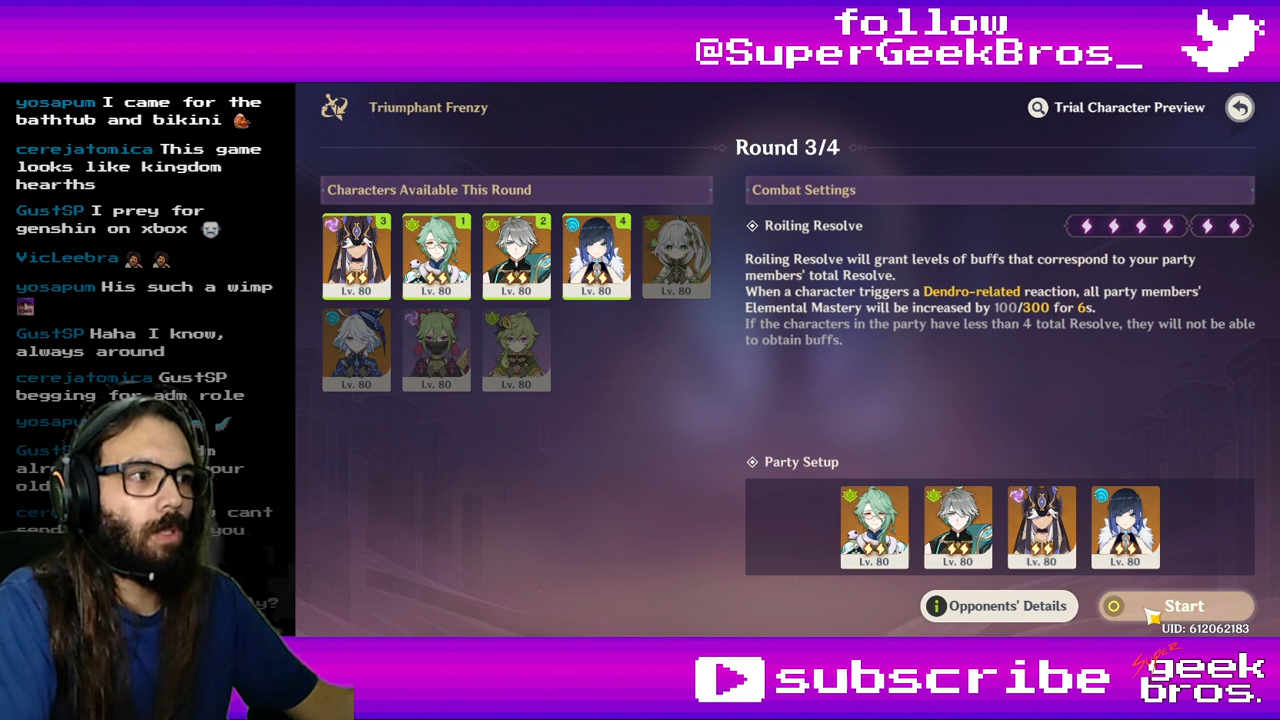 follow
@SuperGeekBros_
yosapum I came for the
bathtub and bikini
cerejatomica This game
looks like kingdom
hearths
GustSP I prey for
genshin on xbox
VicLeebra
yosapum His such a wimp
GustSP Haha I know,
always around
cerejatomica GustSP
begging for adm role
Triumphant Frenzy
Trial Character Preview
Round 3/4
Characters Available This Round
3
1
2
4
Lv. 80
Lv. 80
Lv. 80
Lv. 80
Lv. 80
Lv. 80
Lv. 80
Lv. 80
Combat Settings
Roiling Resolve
Roiling Resolve will grant levels of buffs that correspond to your party
members' total Resolve.
When a character triggers a Dendro-related reaction, all party members'
Elemental Mastery will be increased by 100/300 for 6s.
If the characters in the party have less than 4 total Resolve, they will not be able
to obtain buffs.
Party Setup
Lv. 80
Lv. 80
Lv. 80
Lv. 80
Opponents' Details
Start
UID: 612062183
subscribe
SUPER
geek
bros.